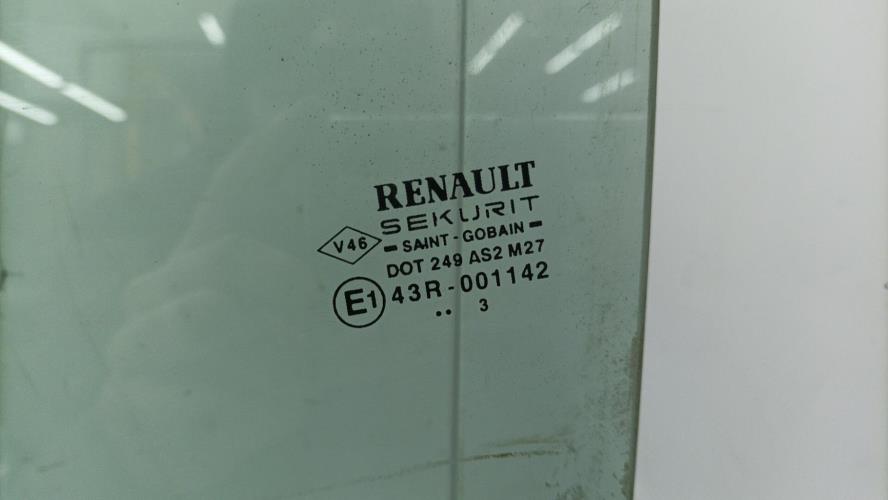 RENAULT
SEKURIT
V46
- SAINT - GOBAIN -
DOT 249 AS2 M27
E1 43R - 001142
.. 3